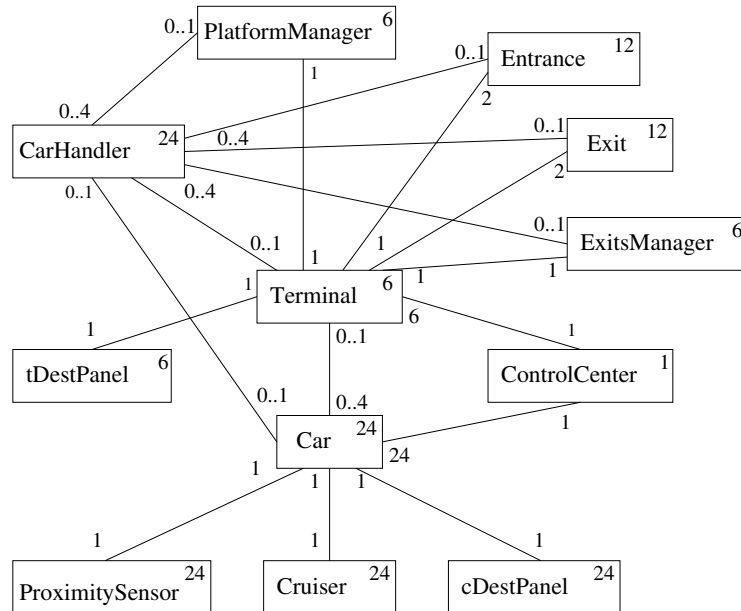 PlatformManager 6
0..1
1
0..1
Entrance 12
2
0..4
CarHandler 24
0..4
0..1
Exit 12
2
0..1
0..4
0..1
ExitsManager 6
0..1
1
1
1
1
1
Terminal 6
6
0..1
1
tDestPanel 6
1
ControlCenter 1
0..1
0..4
1
Car 24
24
1
1
1
1
1
1
ProximitySensor 24
Cruiser 24
cDestPanel 24